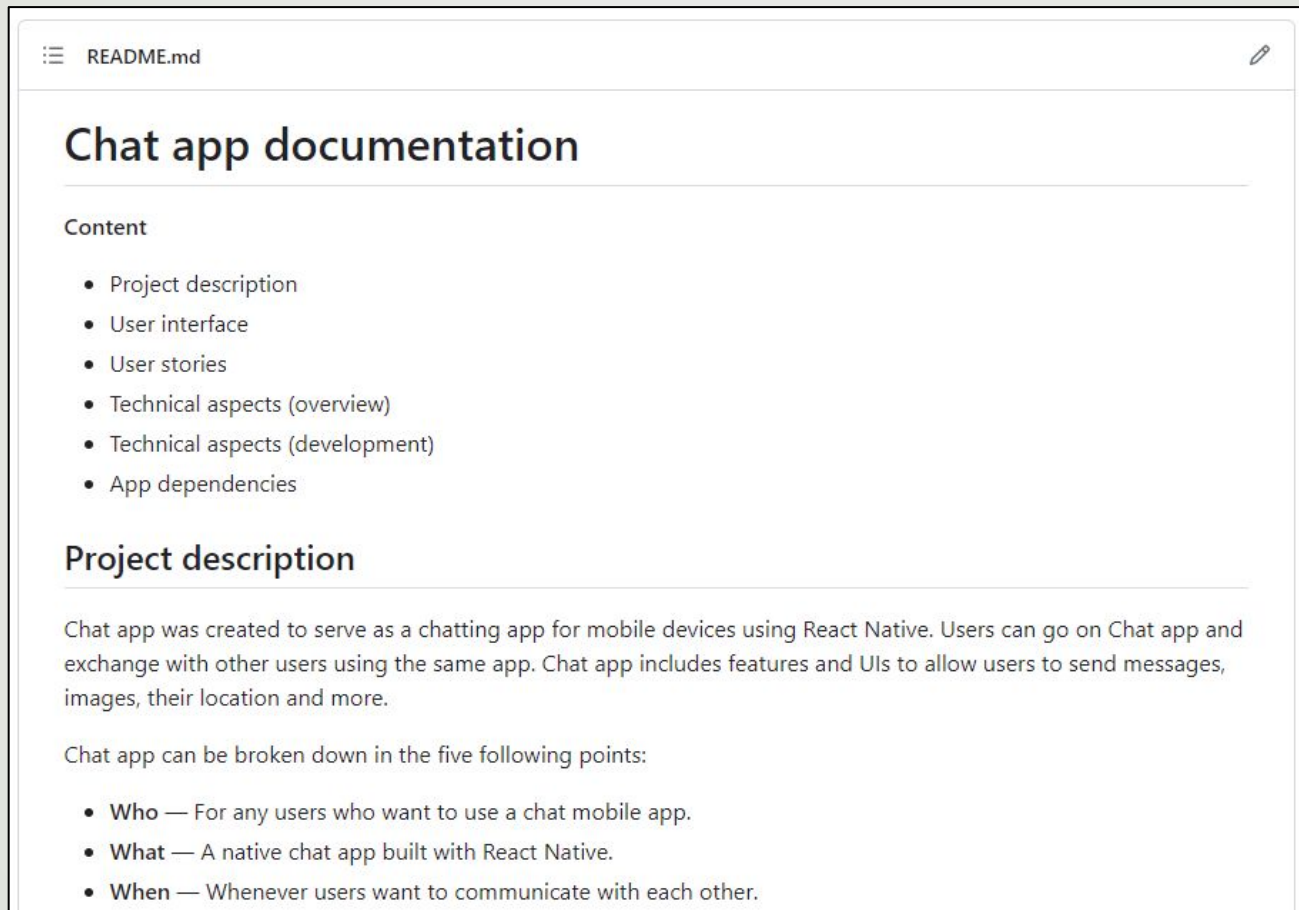 README.md
Chat app documentation
Content
Project description
User interface
User stories
Technical aspects (overview)
Technical aspects (development)
App dependencies
Project description
Chat app was created to serve as a chatting app for mobile devices using React Native. Users can go on Chat app and
exchange with other users using the same app. Chat app includes features and UIs to allow users to send messages,
images, their location and more.
Chat app can be broken down in the five following points:
Who — For any users who want to use a chat mobile app.
What — A native chat app built with React Native.
When — Whenever users want to communicate with each other.